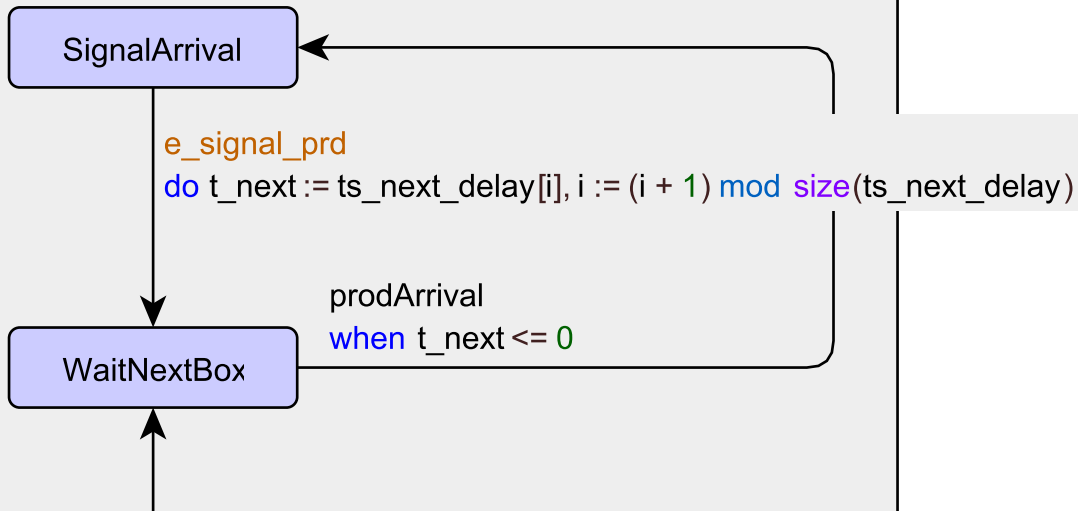 SignalArrival
e_signal_prd
do t_next := ts_next_delay[i], i := (i + 1) mod size(ts_next_delay)
prodArrival
when t_next <= 0
WaitNextBox